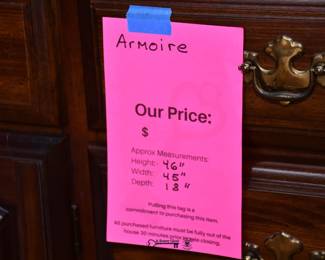 Armoire
Our Price:
$
Approx Measurements:
Height: 46"
Width: 45"
Depth: 18"
Pulling this tag is a
commitment to purchasing this item.
All purchased furniture must be fully out of the
house 30 minutes prior to sale closing.